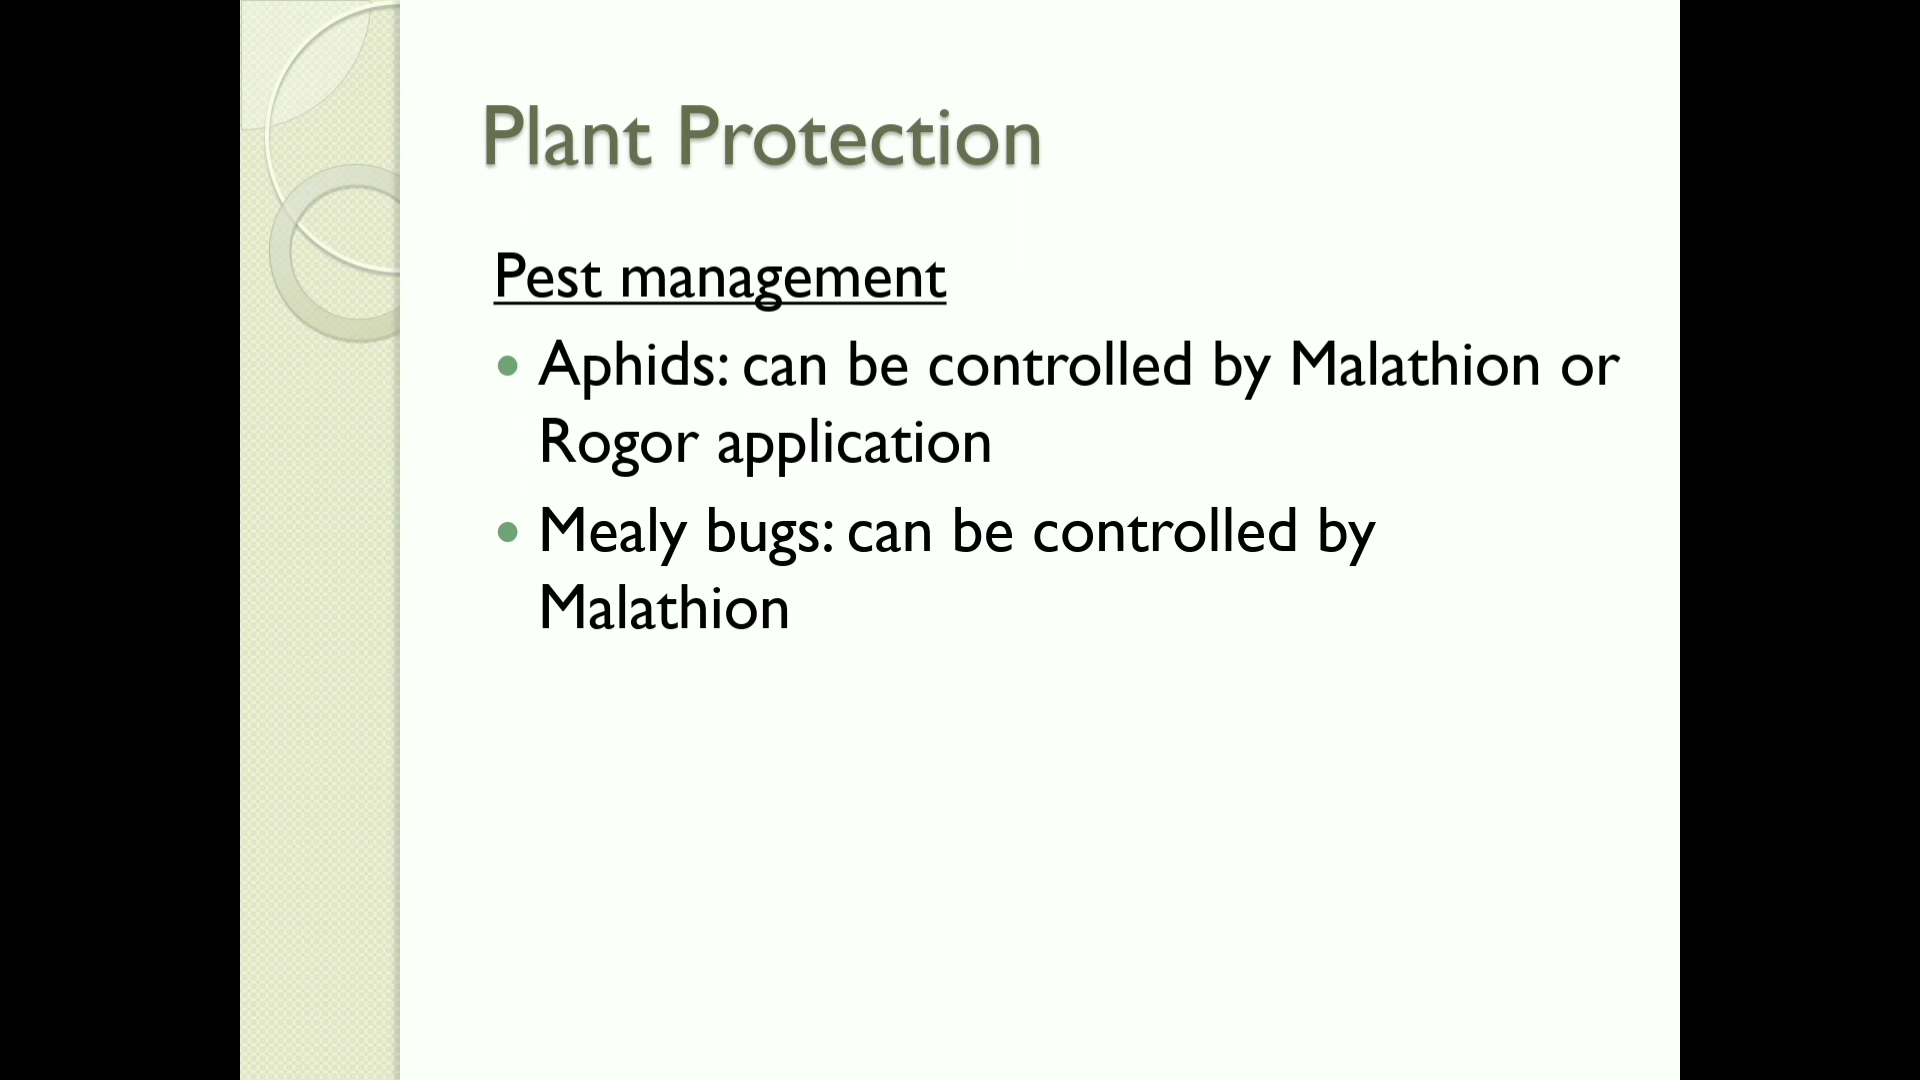 Plant Protection
Pest management
• Aphids: can be controlled by Malathion or
Rogor application
• Mealy bugs: can be controlled by
Malathion